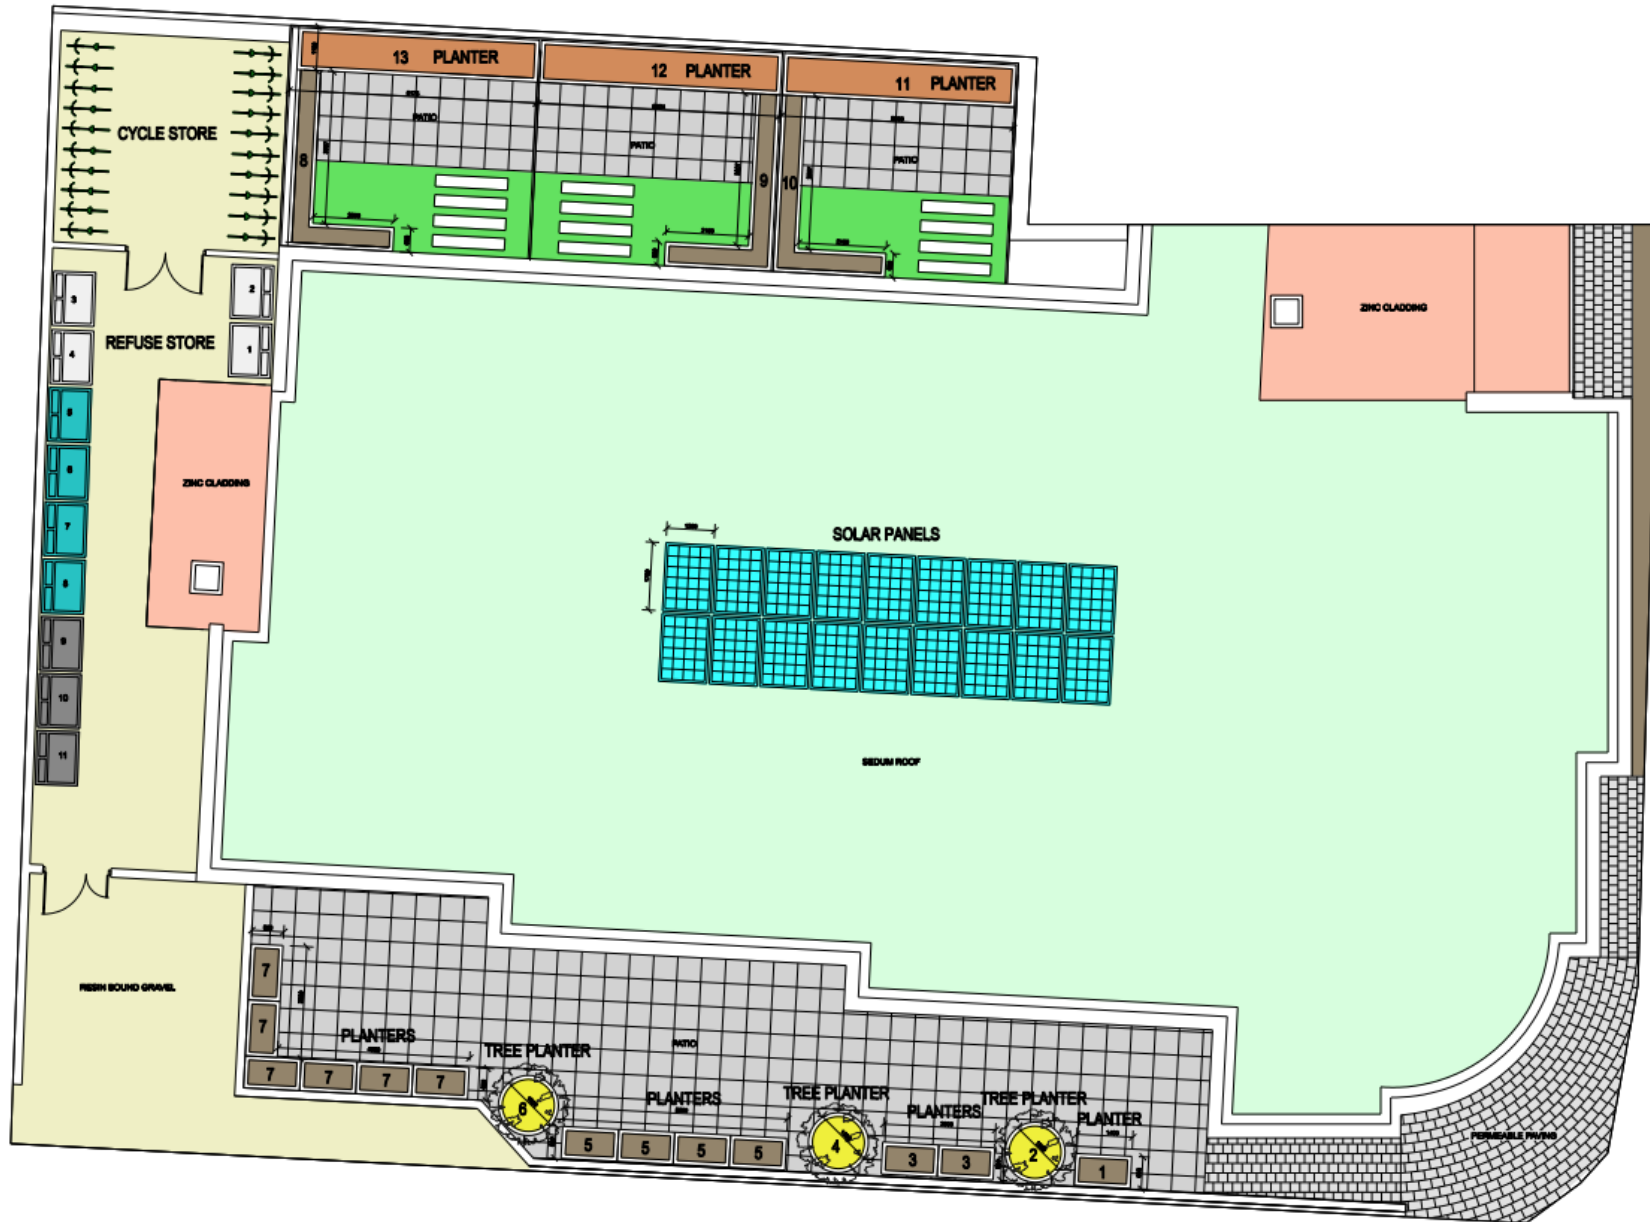 13 PLANTER
12 PLANTER
11 PLANTER
CYCLE STORE
PATIO
PATIO
PATIO
8
9
10
2
3
1
4
REFUSE STORE
ZINC CLADDING
5
6
7
8
9
10
11
ZINC CLADDING
SOLAR PANELS
SEDUM ROOF
RESIN BOUND GRAVEL
7
7
PLANTERS
7
7
7
7
PATIO
TREE PLANTER
6
PLANTERS
5
5
5
5
TREE PLANTER
4
PLANTERS
3
3
TREE PLANTER
2
PLANTER
1
PERMEABLE PAVING